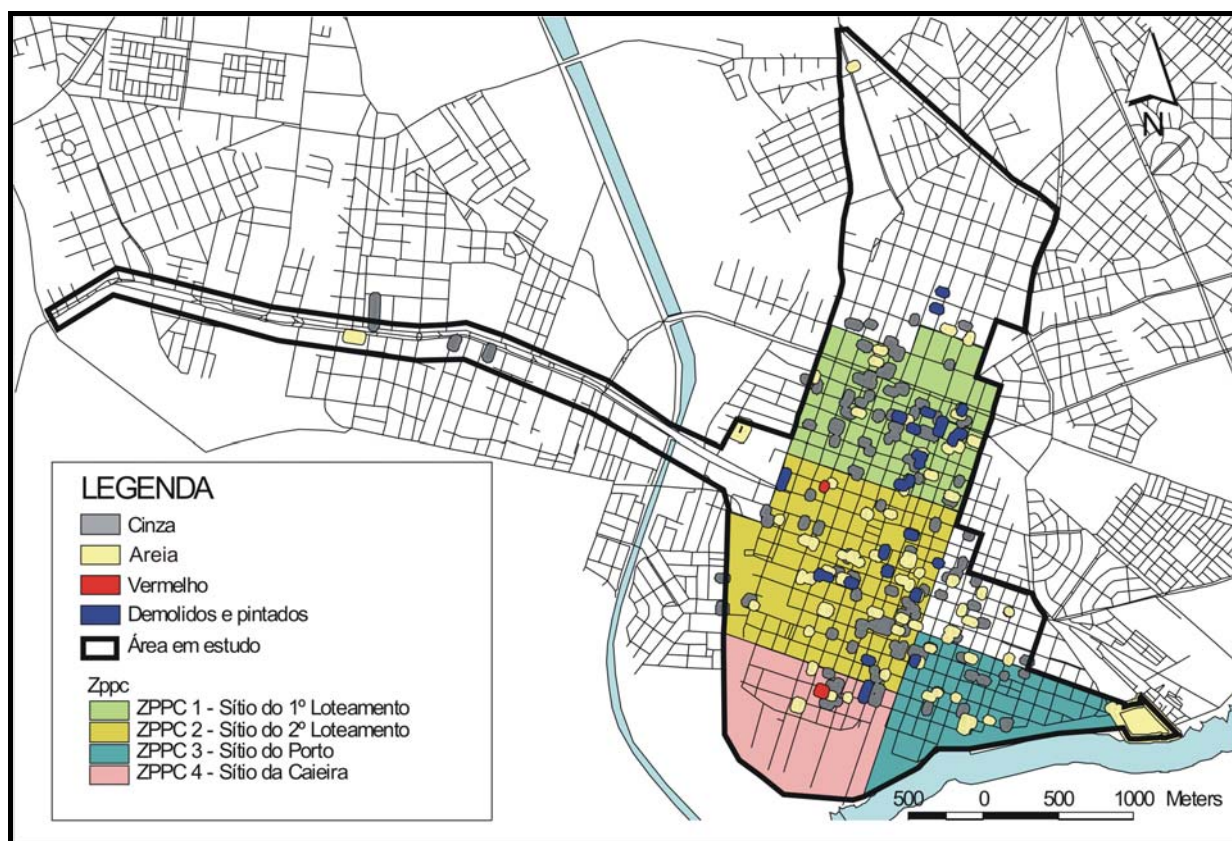 N
LEGENDA
Cinza
Areia
Vermelho
Demolidos e pintados
Área em estudo
Zppc
ZPPC 1 - Sítio do 1º Loteamento
ZPPC 2 - Sítio do 2º Loteamento
ZPPC 3 - Sítio do Porto
ZPPC 4 - Sítio da Caieira
500 0 500 1000 Meters